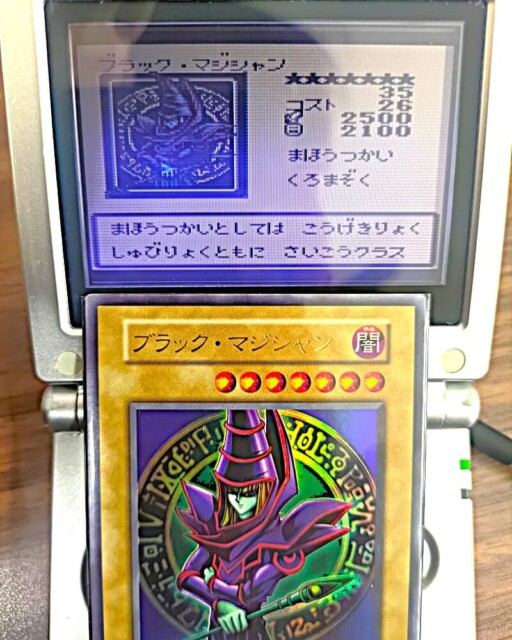 ブラック・マジシャン
★★★★★★★
35
コスト 26
2500
2100
まほうつかい
くろまぞく
まほうつかいとしては こうげきりょく
しゅびりょくともに さいこうクラス
ブラック・マジシャン
闇